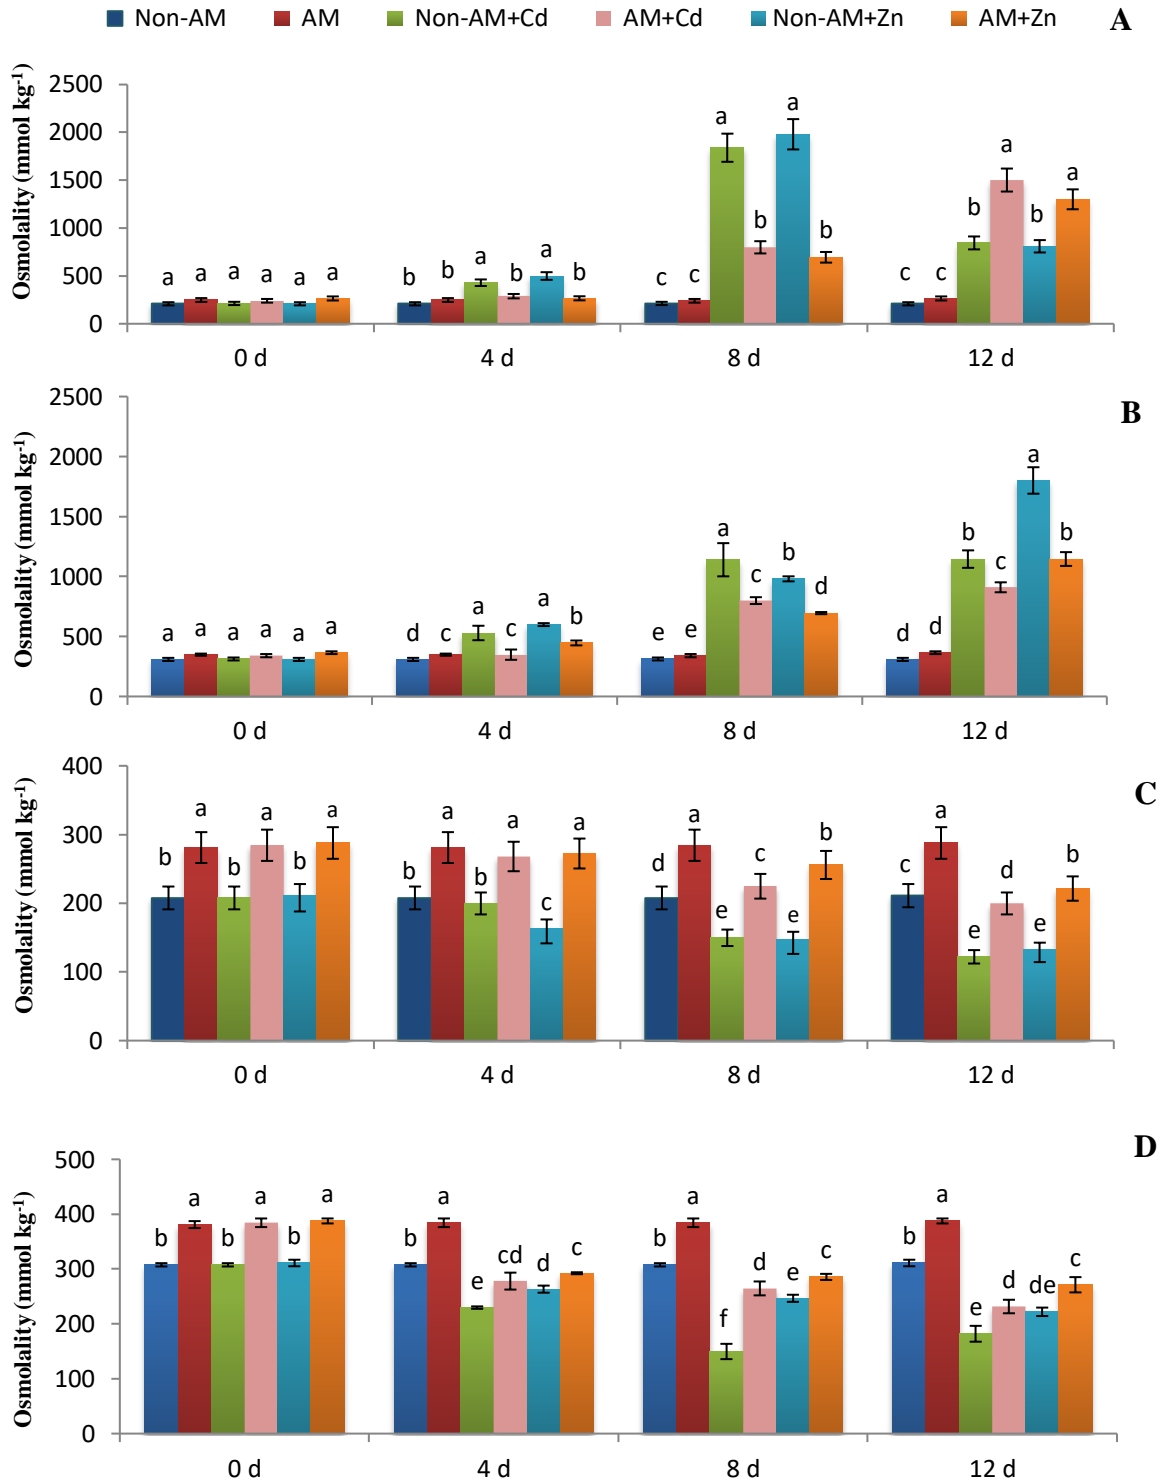 Non-AM AM Non-AM+Cd AM+Cd Non-AM+Zn AM+Zn A
Osmolality (mmol kg-1)
2500
2000
1500
1000
500
0
a a a a a a
b b a b a b
c c a b a b
c c b a b a
0 d 4 d 8 d 12 d
B
Osmolality (mmol kg-1)
2500
2000
1500
1000
500
0
a a a a a a
d c a c a b
e e a c b d
d d b c a b
0 d 4 d 8 d 12 d
C
Osmolality (mmol kg-1)
400
300
200
100
0
b a b a b a
b a b a c a
d a e c e b
c a e d e b
0 d 4 d 8 d 12 d
D
Osmolality (mmol kg-1)
500
400
300
200
100
0
b a b a b a
b a e cd d c
b a f d e c
b a e d de c
0 d 4 d 8 d 12 d